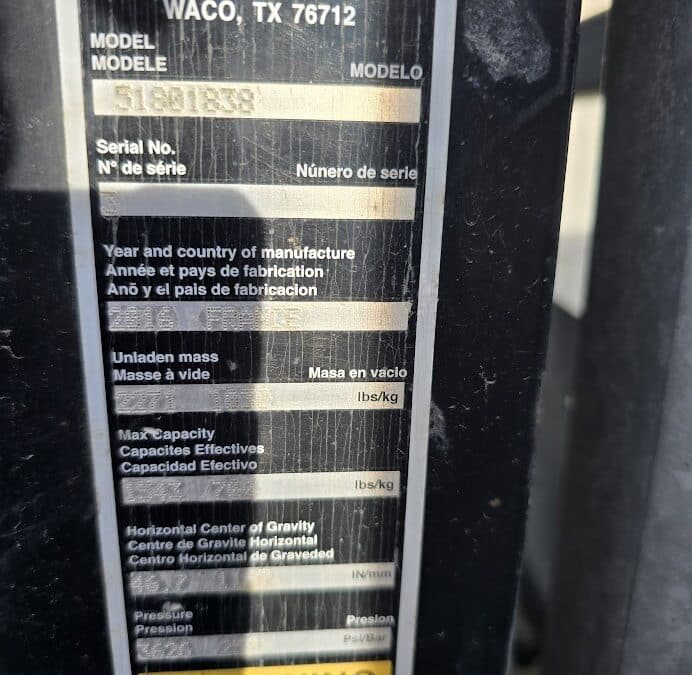 WACO, TX 76712
MODEL
MODELE MODELO
51801838
Serial No.
N° de série Número de serie
Year and country of manufacture
Année et pays de fabrication
Anõ y el pais de fabricacion
2016 FRANCE
Unladen mass
Masse à vide Masa en vacio
lbs/kg
Max Capacity
Capacites Effectives
Capacidad Efectivo
lbs/kg
Horizontal Center of Gravity
Centre de Gravite Horizontal
Centro Horizontal de Graveded
IN/mm
Pressure Presion
Pression
3626 Psi/Bar